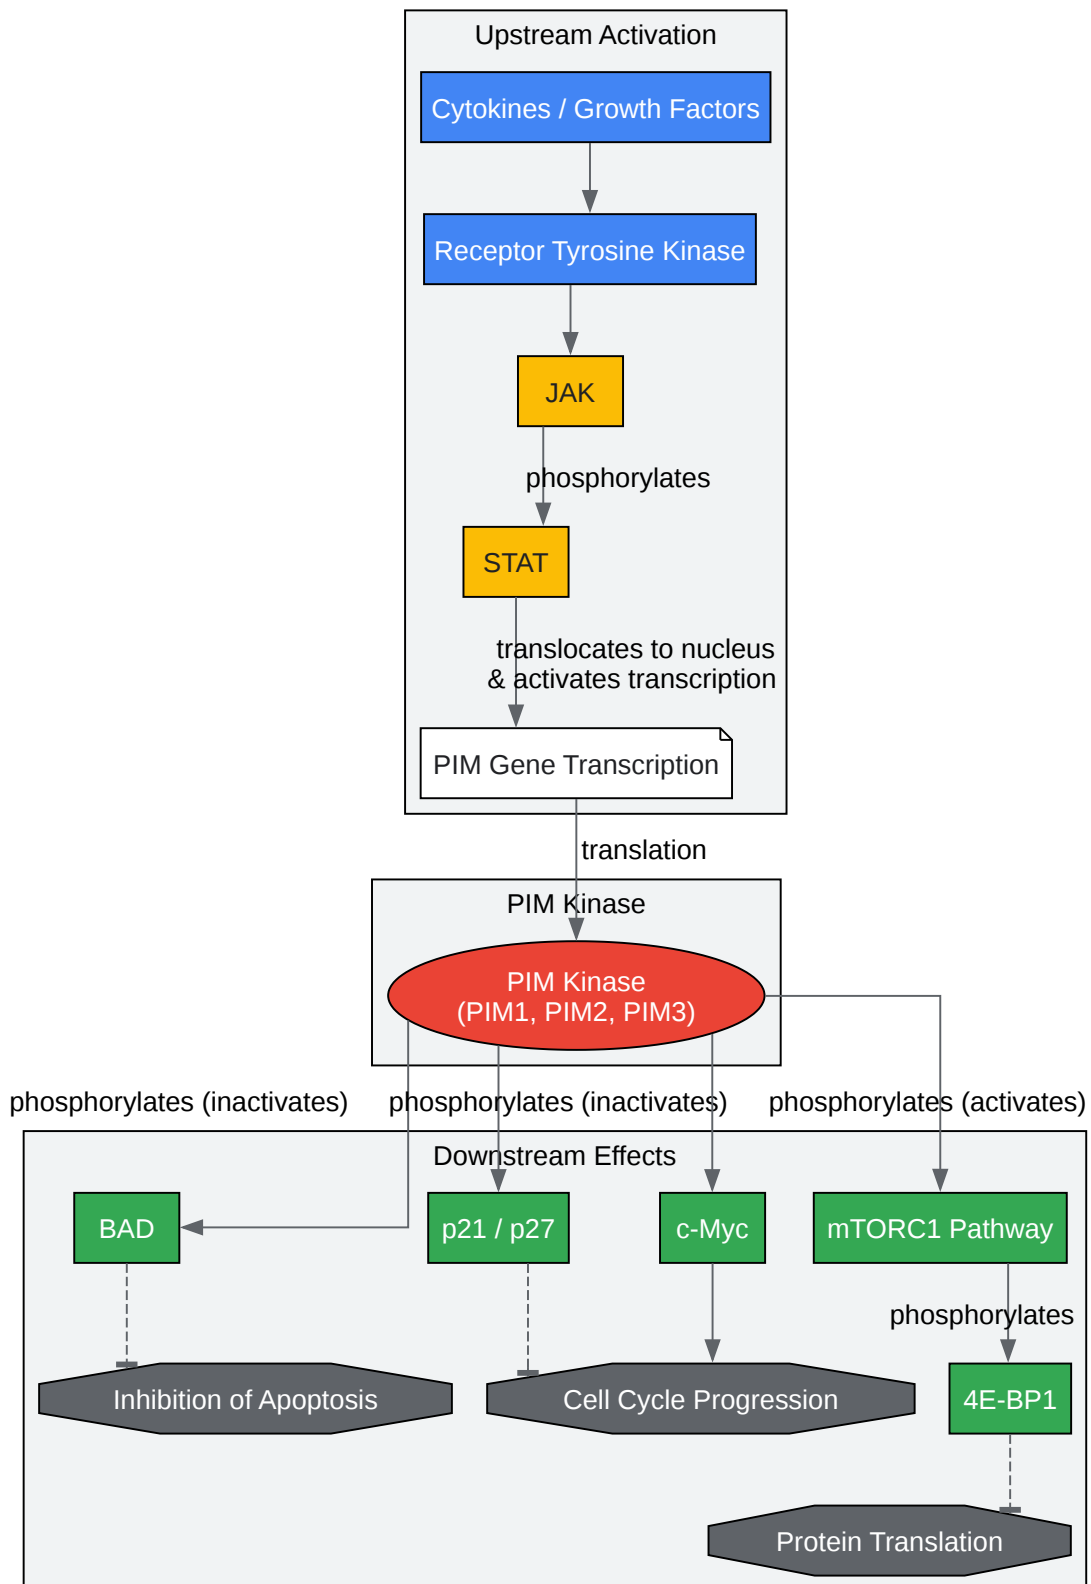 Upstream Activation
Cytokines / Growth Factors
Receptor Tyrosine Kinase
JAK
phosphorylates
STAT
translocates to nucleus
& activates transcription
PIM Gene Transcription
translation
PIM Kinase
PIM Kinase
(PIM1, PIM2, PIM3)
phosphorylates (inactivates)
phosphorylates (inactivates)
phosphorylates (activates)
Downstream Effects
BAD
p21 / p27
c-Myc
mTORC1 Pathway
phosphorylates
Inhibition of Apoptosis
Cell Cycle Progression
4E-BP1
Protein Translation